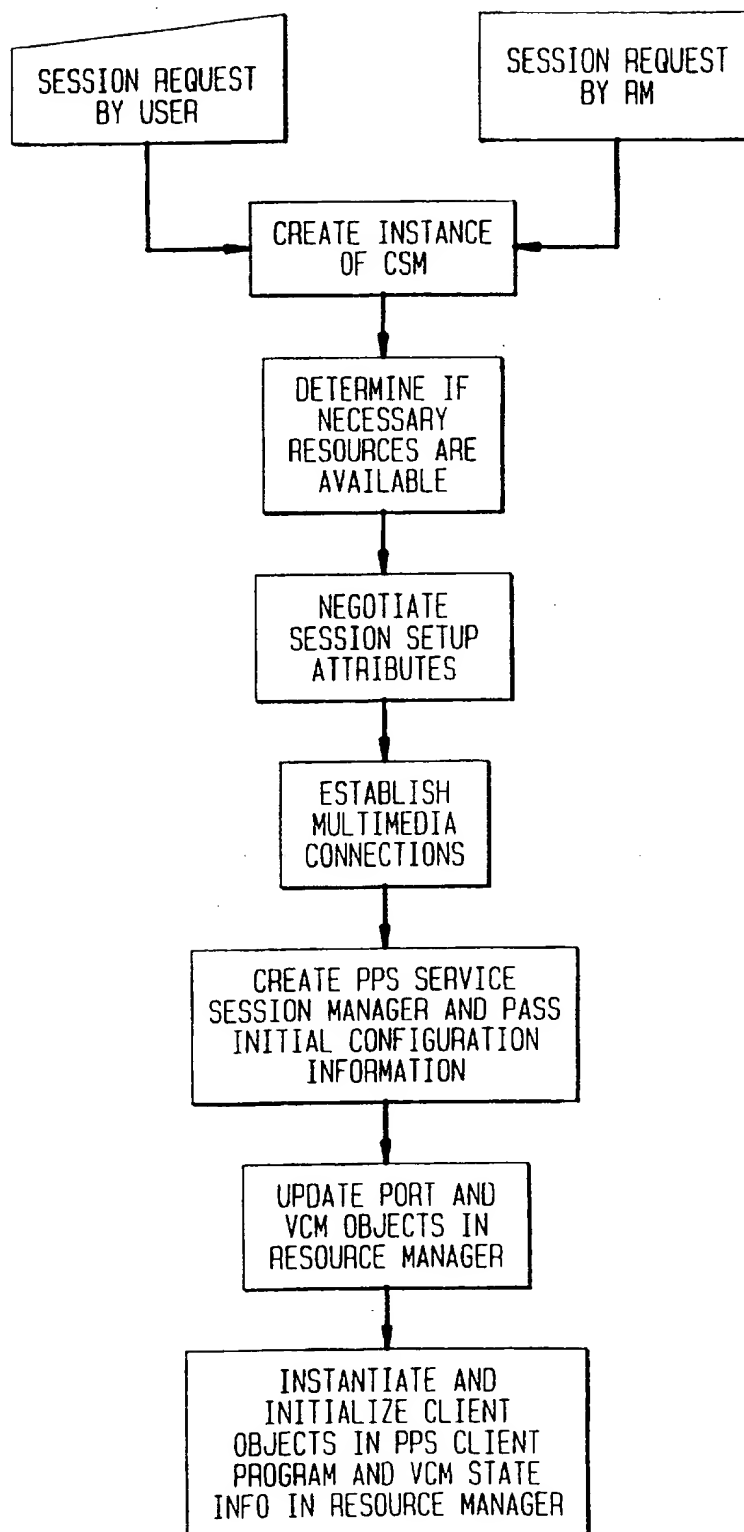 SESSION REQUEST
BY USER
SESSION REQUEST
BY RM
CREATE INSTANCE
OF CSM
DETERMINE IF
NECESSARY
RESOURCES ARE
AVAILABLE
NEGOTIATE
SESSION SETUP
ATTRIBUTES
ESTABLISH
MULTIMEDIA
CONNECTIONS
CREATE PPS SERVICE
SESSION MANAGER AND PASS
INITIAL CONFIGURATION
INFORMATION
UPDATE PORT AND
VCM OBJECTS IN
RESOURCE MANAGER
INSTANTIATE AND
INITIALIZE CLIENT
OBJECTS IN PPS CLIENT
PROGRAM AND VCM STATE
INFO IN RESOURCE MANAGER